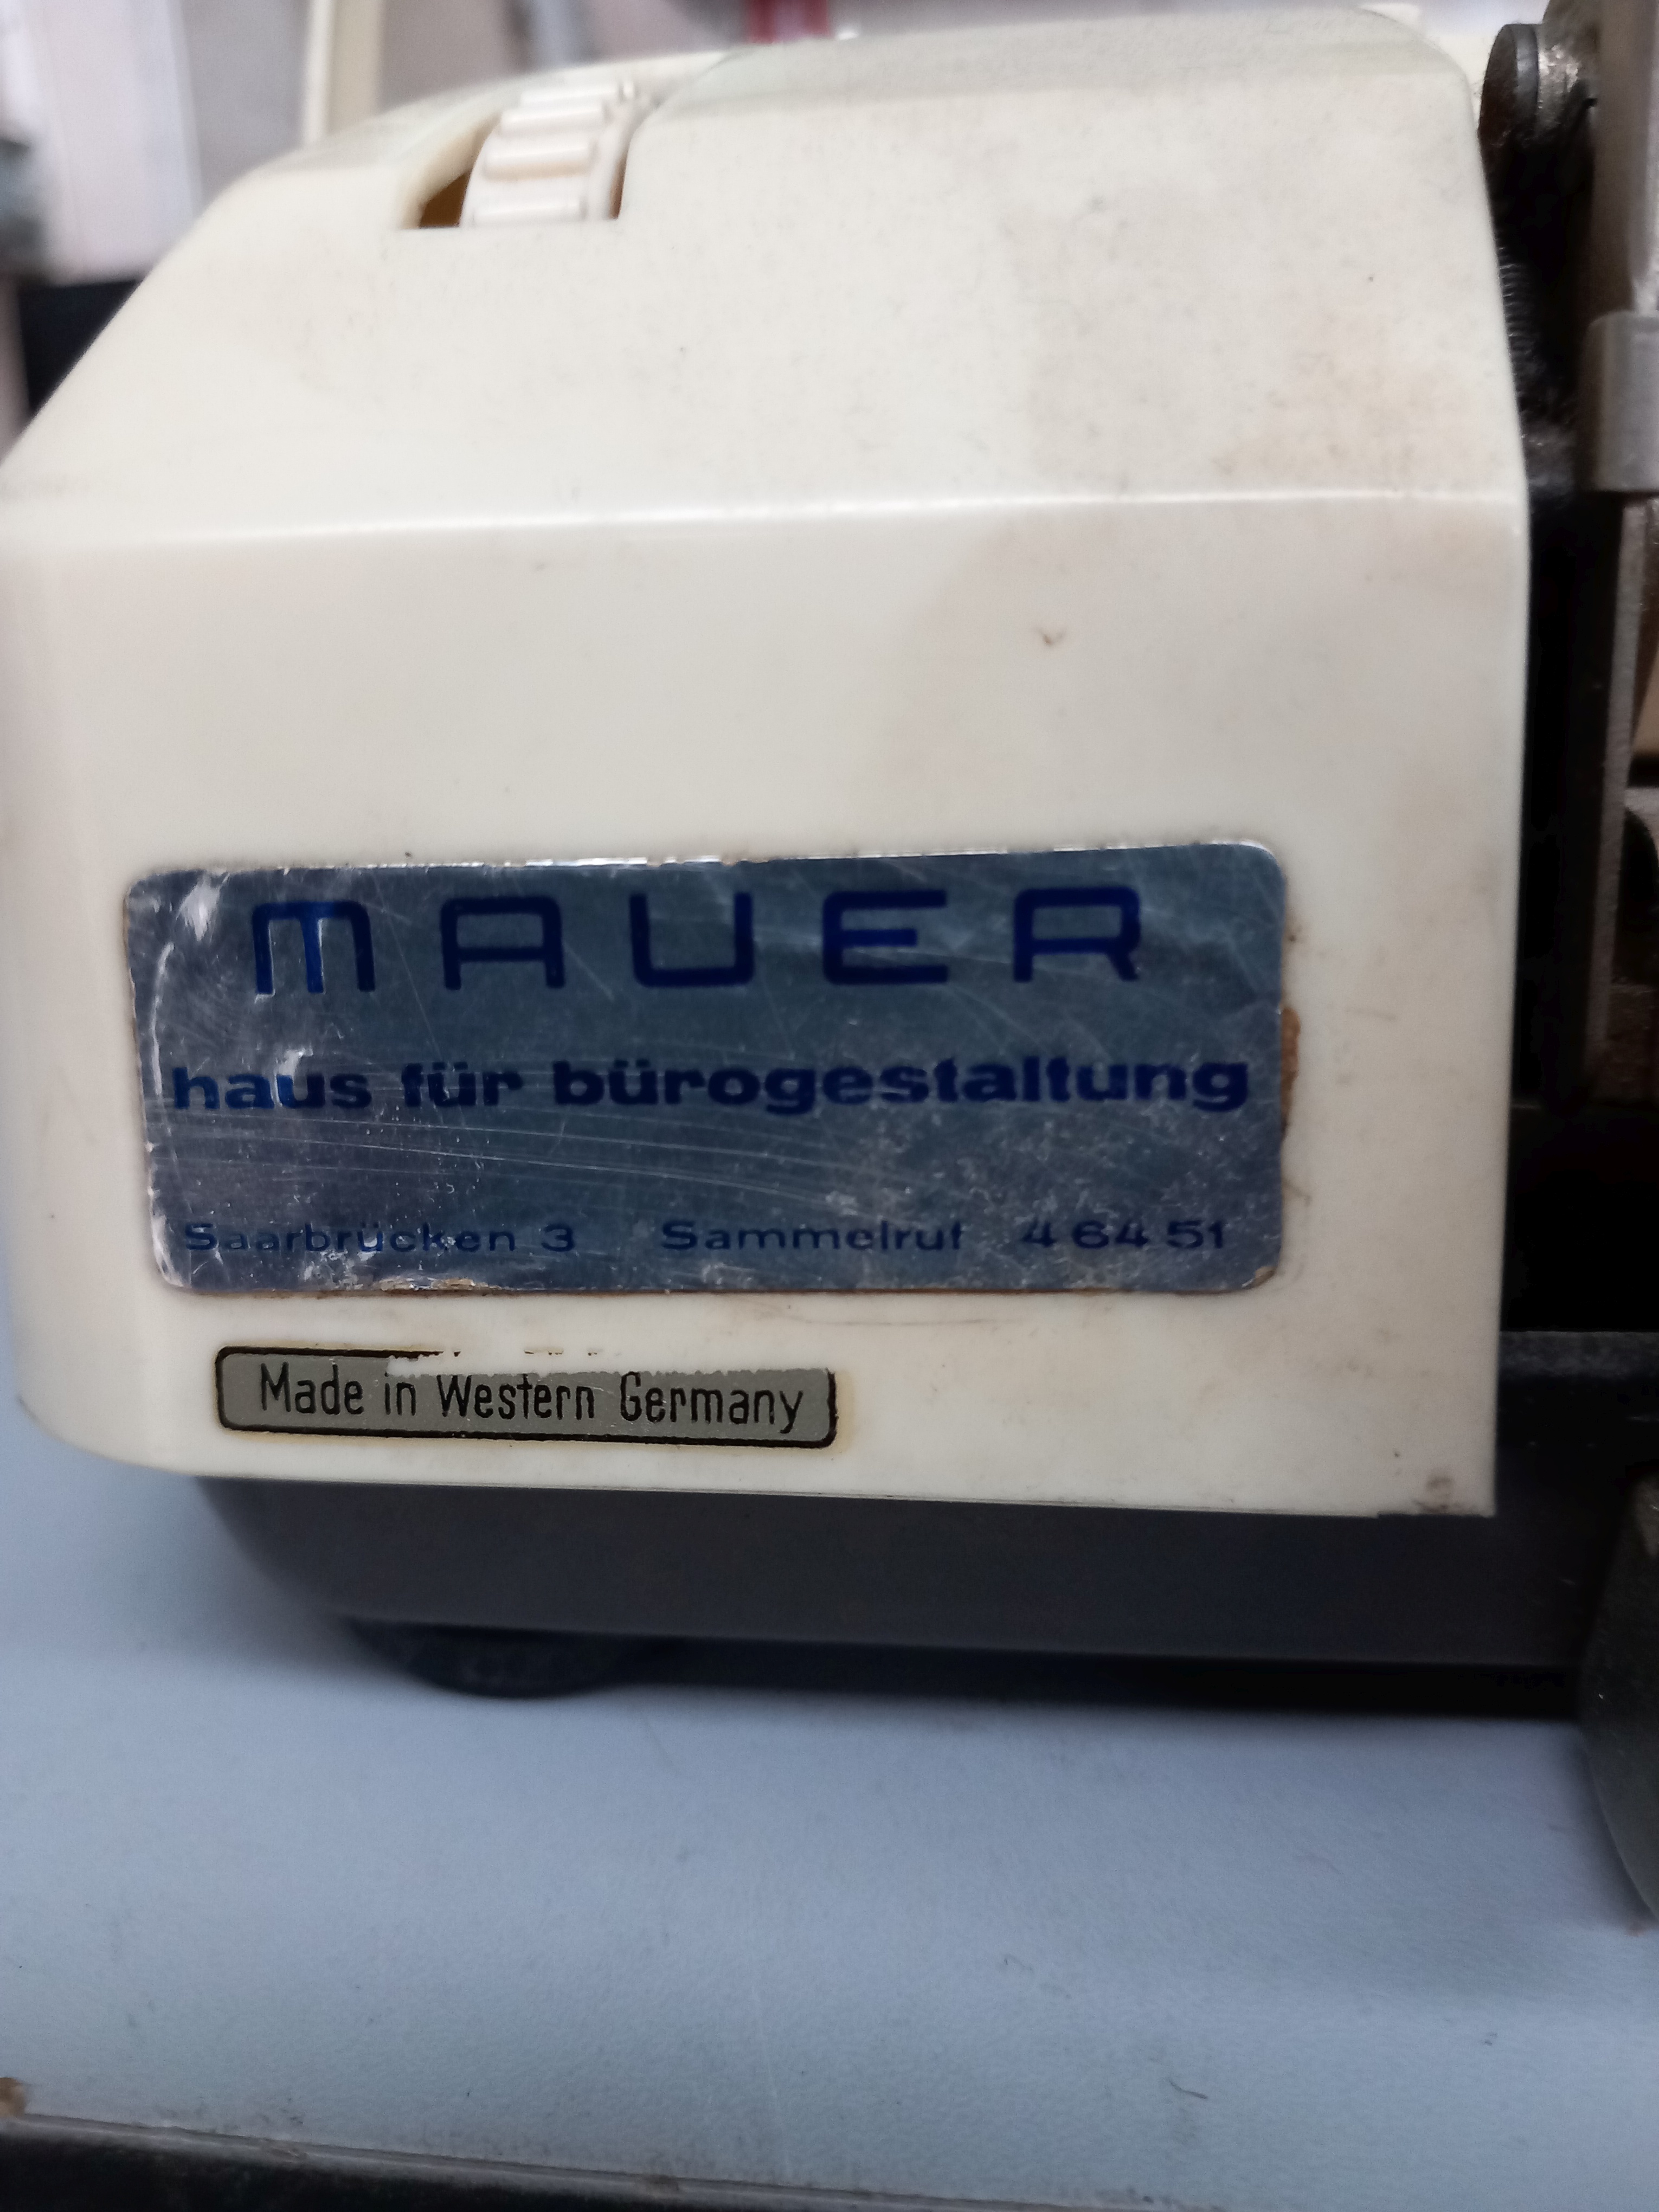 MAUER
haus für bürogestaltung
Saarbrücken 3 Sammelruf 4 64 51
Made in Western Germany